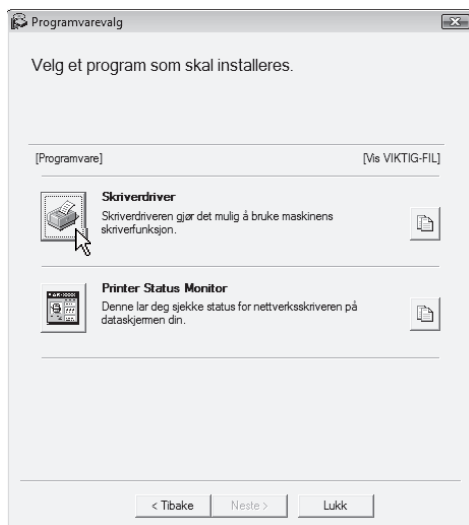 Programvarevalg
Velg et program som skal installeres.
[Programvare] [Vis VIKTIG-FIL]
Skriverdriver
Skriverdriveren gjør det mulig å bruke maskinens
skriverfunksjon.
Printer Status Monitor
Denne lar deg sjekke status for nettverksskriveren på
dataskjermen din.
< Tibake Neste > Lukk